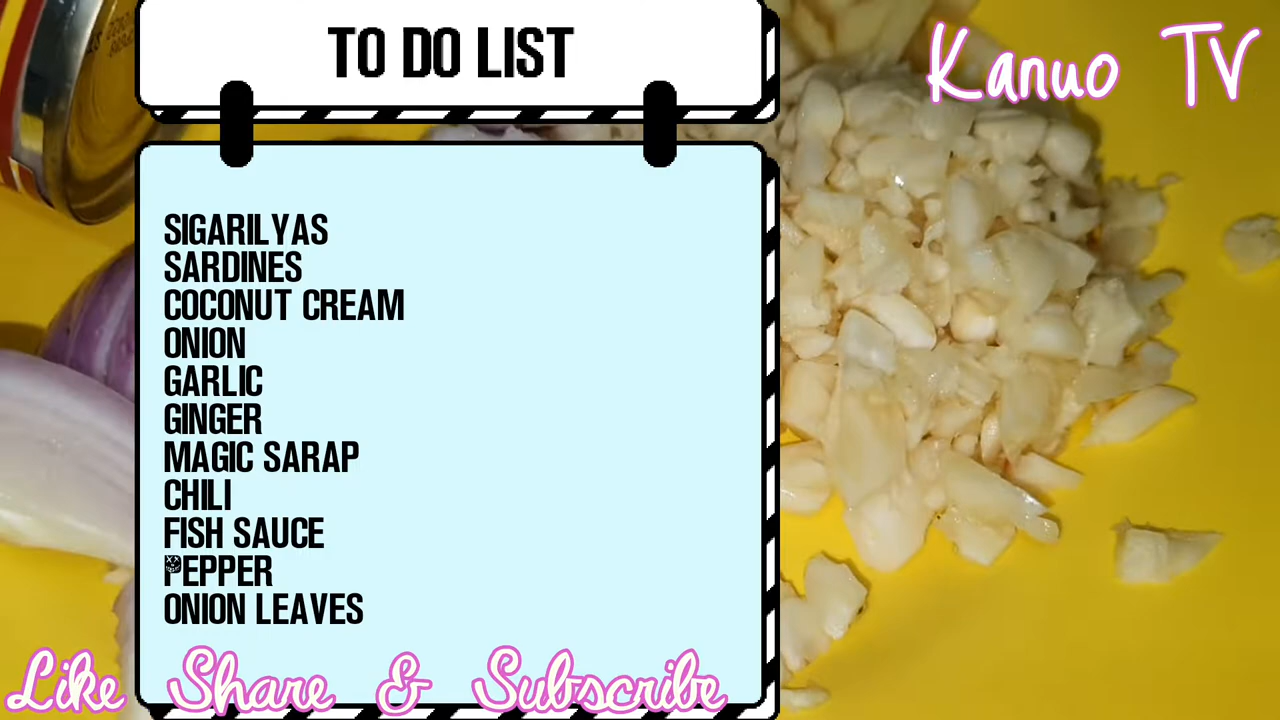 TO DO LIST
Kanuo TV
SIGARILYAS
SARDINES
COCONUT CREAM
ONION
GARLIC
GINGER
MAGIC SARAP
CHILI
FISH SAUCE
PEPPER
ONION LEAVES
Like Share & Subscribe